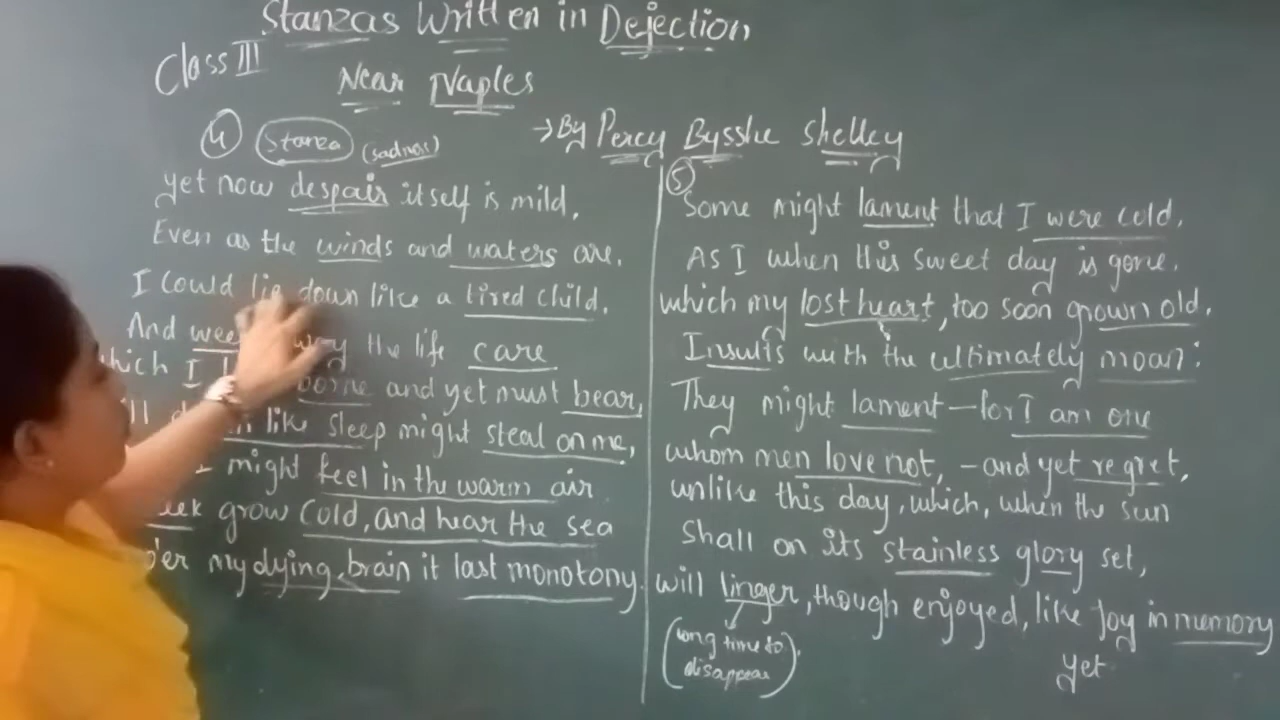 Stanzas Written in Dejection
Class III
Near Naples
→ By Percy Bysshe Shelley
4 Stanza (sadness)
yet now despair itself is mild,
Even as the winds and waters are.
I could lie down like a tired child.
And weep the life care
which I borne and yet must bear,
like sleep might steal on me,
might feel in the warm air
grow cold, and hear the sea
o'er my dying brain it last monotony.
5
Some might lament that I were cold,
As I when this sweet day is gone.
which my lost heart, too soon grown old.
Insults with the ultimately moan:
They might lament — for I am one
whom men love not, - and yet regret,
unlike this day, which, when the sun
shall on its stainless glory set,
will linger, though enjoyed, like joy in memory
yet
(long time to
disappear)